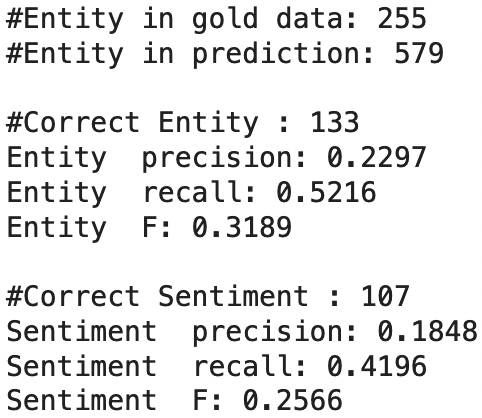 #Entity in gold data: 255
#Entity in prediction: 579

#Correct Entity : 133
Entity  precision: 0.2297
Entity  recall: 0.5216
Entity  F: 0.3189

#Correct Sentiment : 107
Sentiment  precision: 0.1848
Sentiment  recall: 0.4196
Sentiment  F: 0.2566